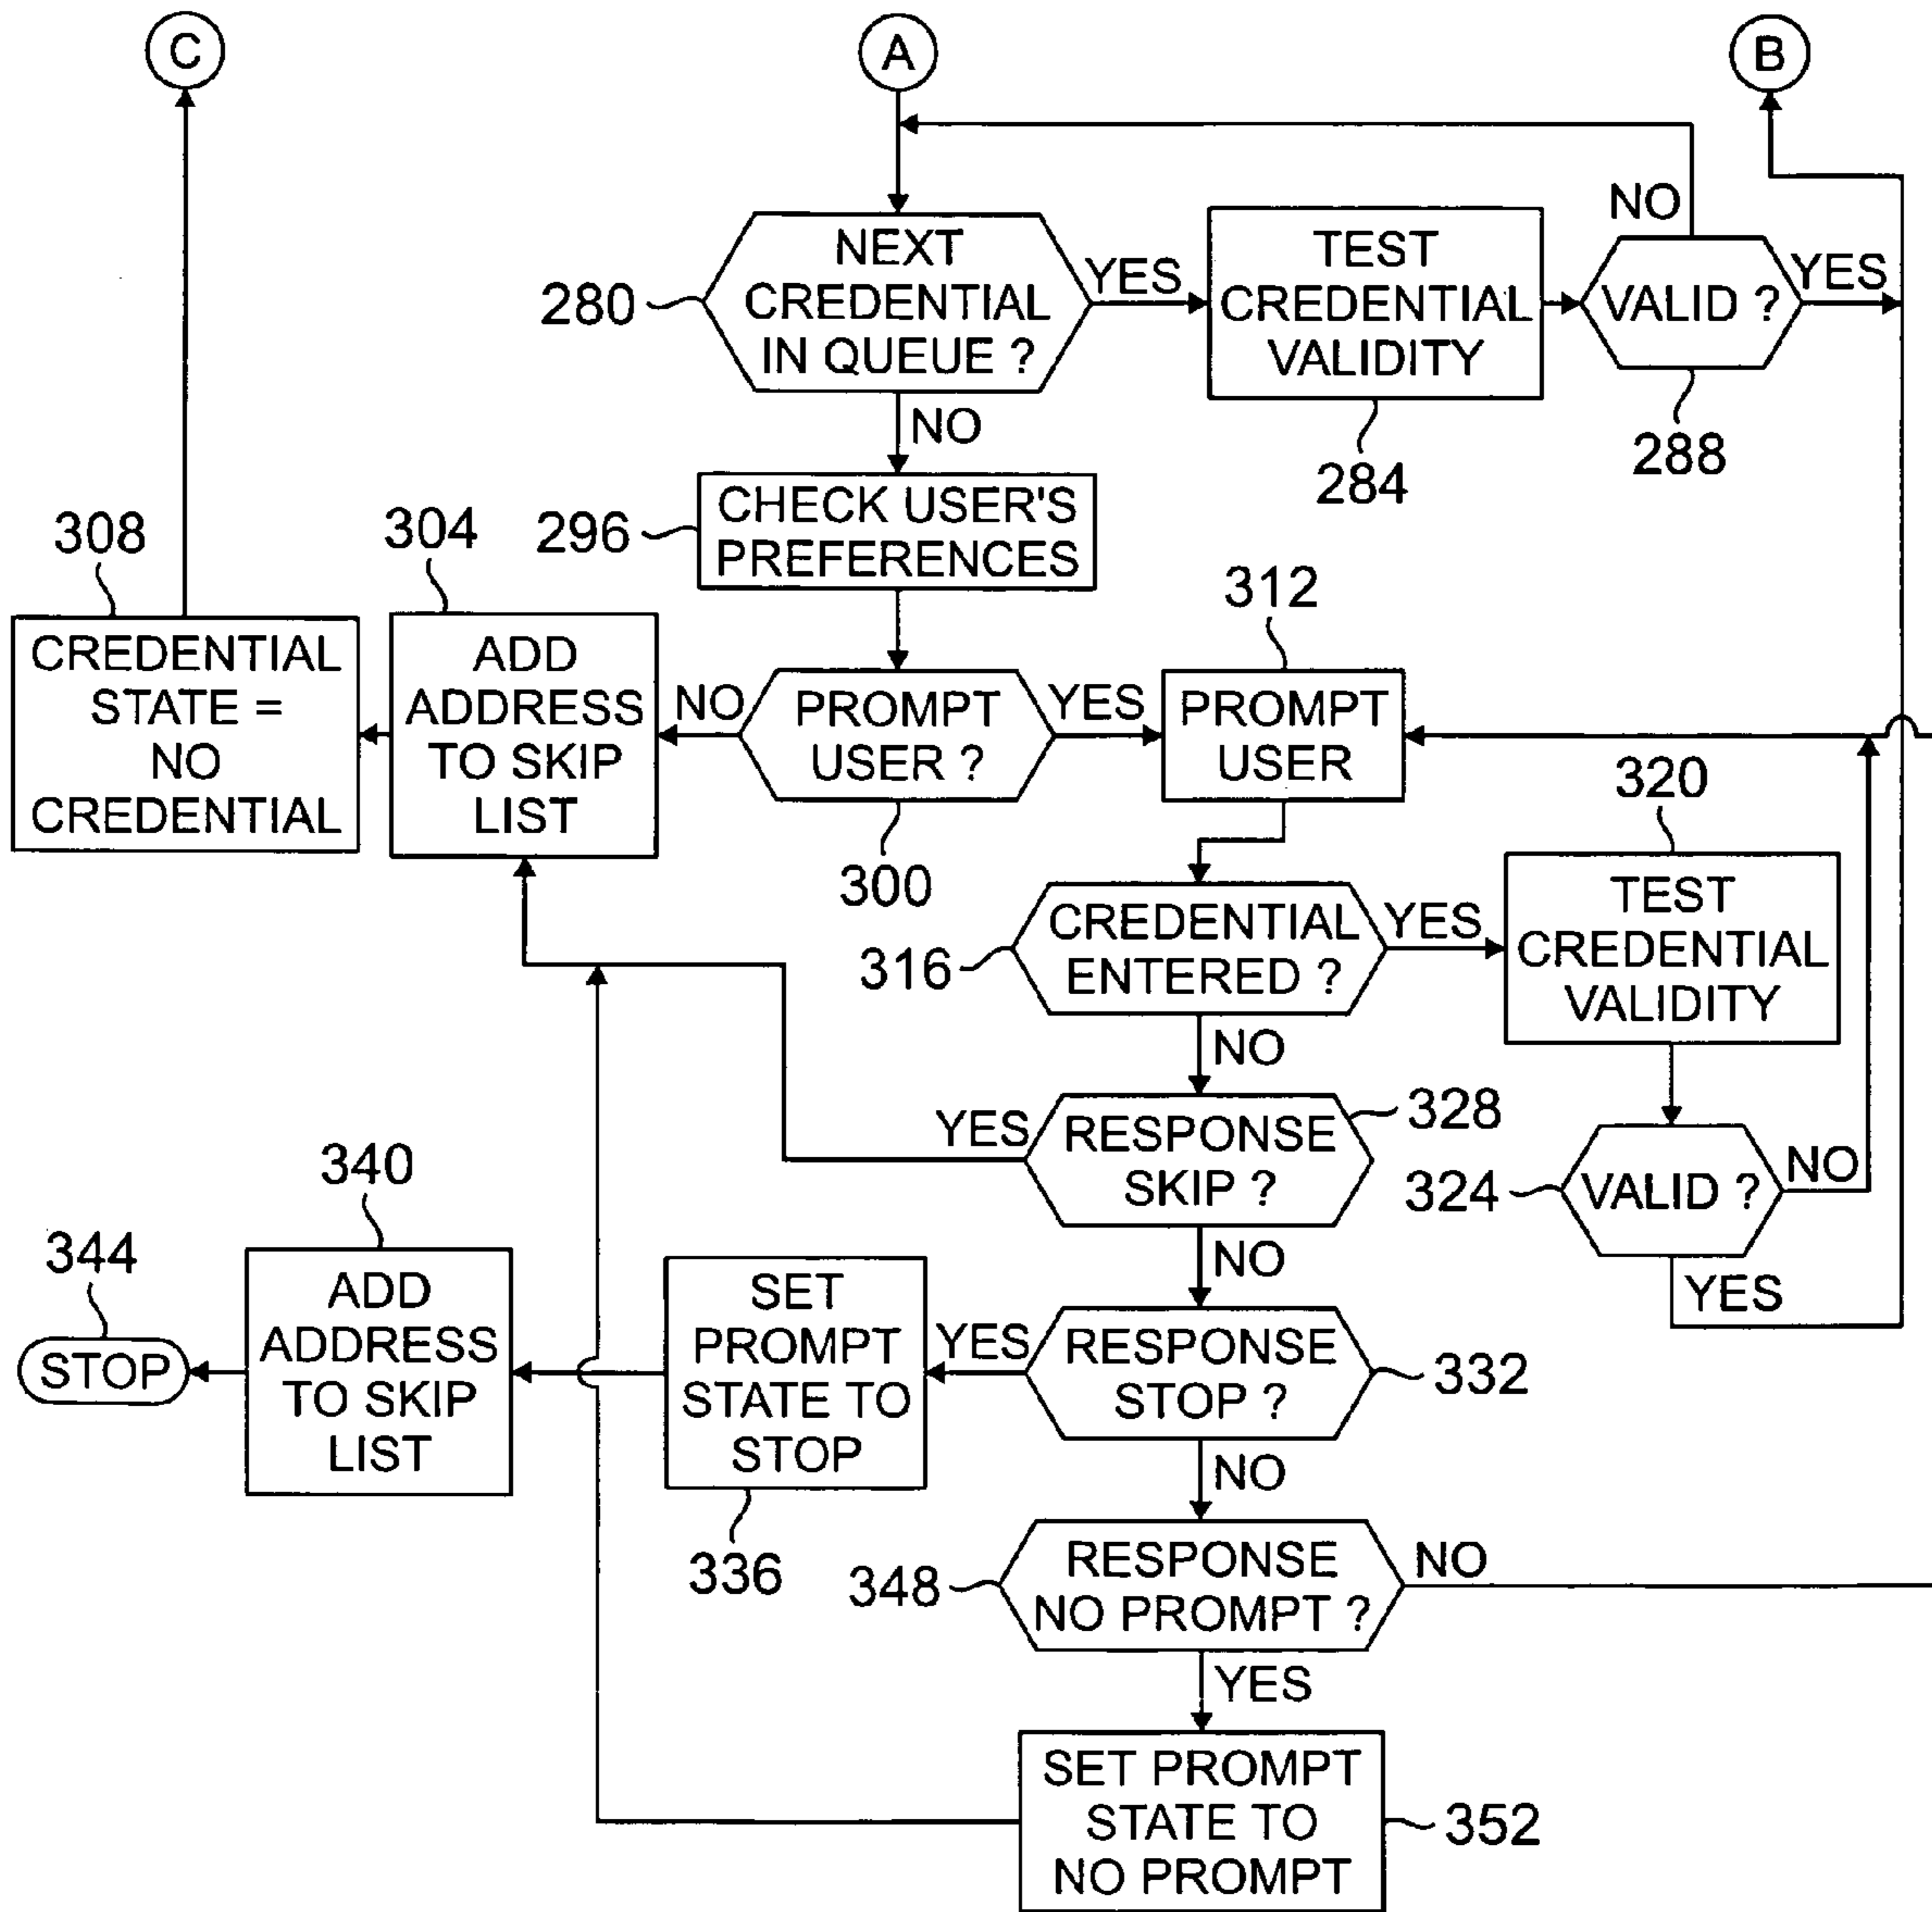 C
A
B
NEXT
CREDENTIAL
IN QUEUE ?
280
YES
TEST
CREDENTIAL
VALIDITY
284
NO
VALID ?
YES
288
NO
CHECK USER'S
PREFERENCES
296
308
CREDENTIAL
STATE =
NO
CREDENTIAL
304
ADD
ADDRESS
TO SKIP
LIST
NO
PROMPT
USER ?
300
YES
312
PROMPT
USER
320
TEST
CREDENTIAL
VALIDITY
316
CREDENTIAL
ENTERED ?
YES
NO
328
YES
RESPONSE
SKIP ?
324
VALID ?
NO
YES
NO
340
344
STOP
ADD
ADDRESS
TO SKIP
LIST
SET
PROMPT
STATE TO
STOP
336
YES
RESPONSE
STOP ?
332
NO
348
RESPONSE
NO PROMPT ?
NO
YES
SET PROMPT
STATE TO
NO PROMPT
352